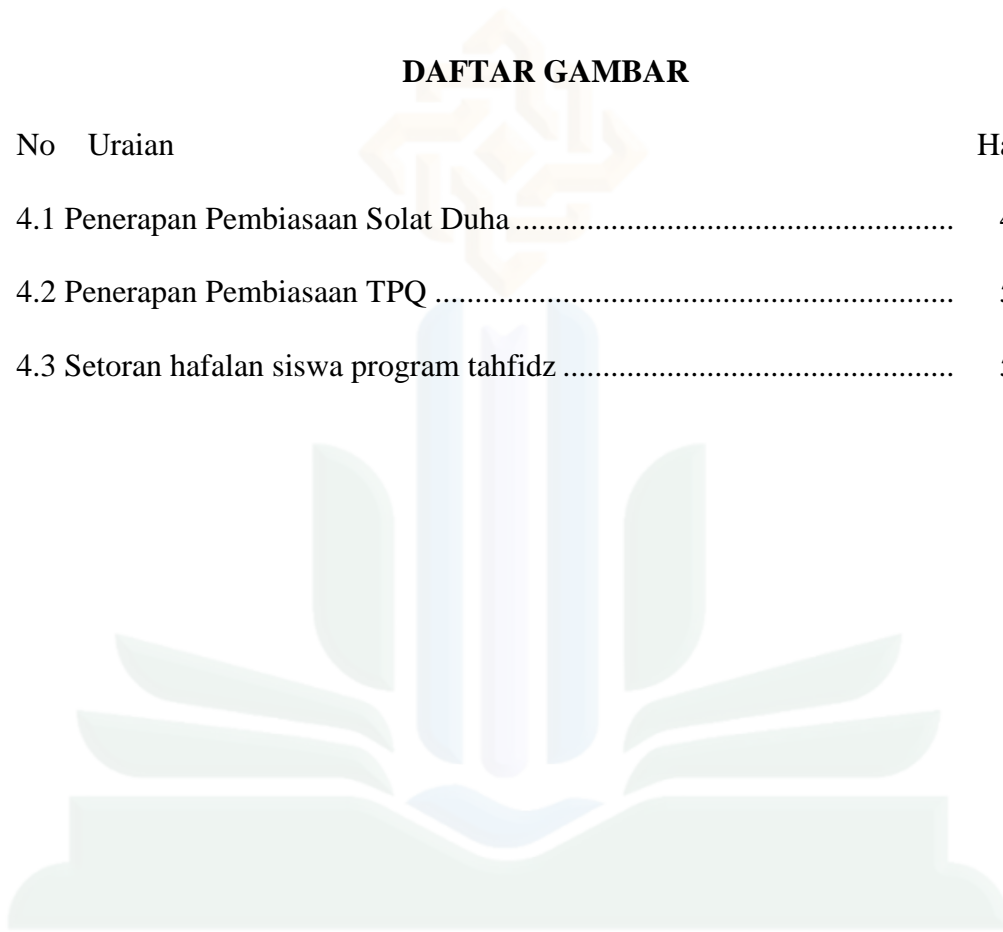 DAFTAR GAMBAR
No Uraian
4.1 Penerapan Pembiasaan Solat Duha ....................................................... 4
4.2 Penerapan Pembiasaan TPQ .................................................................
4.3 Setoran hafalan siswa program tahfidz .................................................